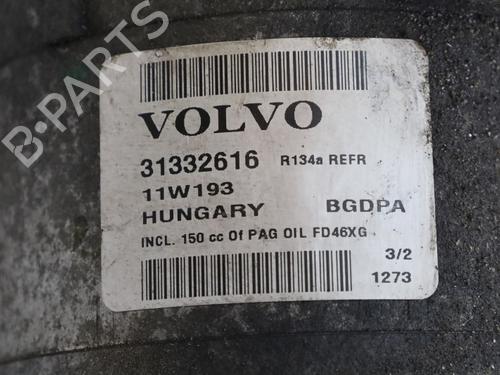 B-PARTS
VOLVO
31332616 R134a REFR
11W193
HUNGARY BGDPA
INCL. 150 cc Of PAG OIL FD46XG
3/2
1273